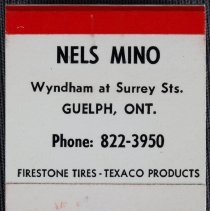 NELS MINO
Wyndham at Surrey Sts.
GUELPH, ONT.
Phone: 822-3950
FIRESTONE TIRES - TEXACO PRODUCTS